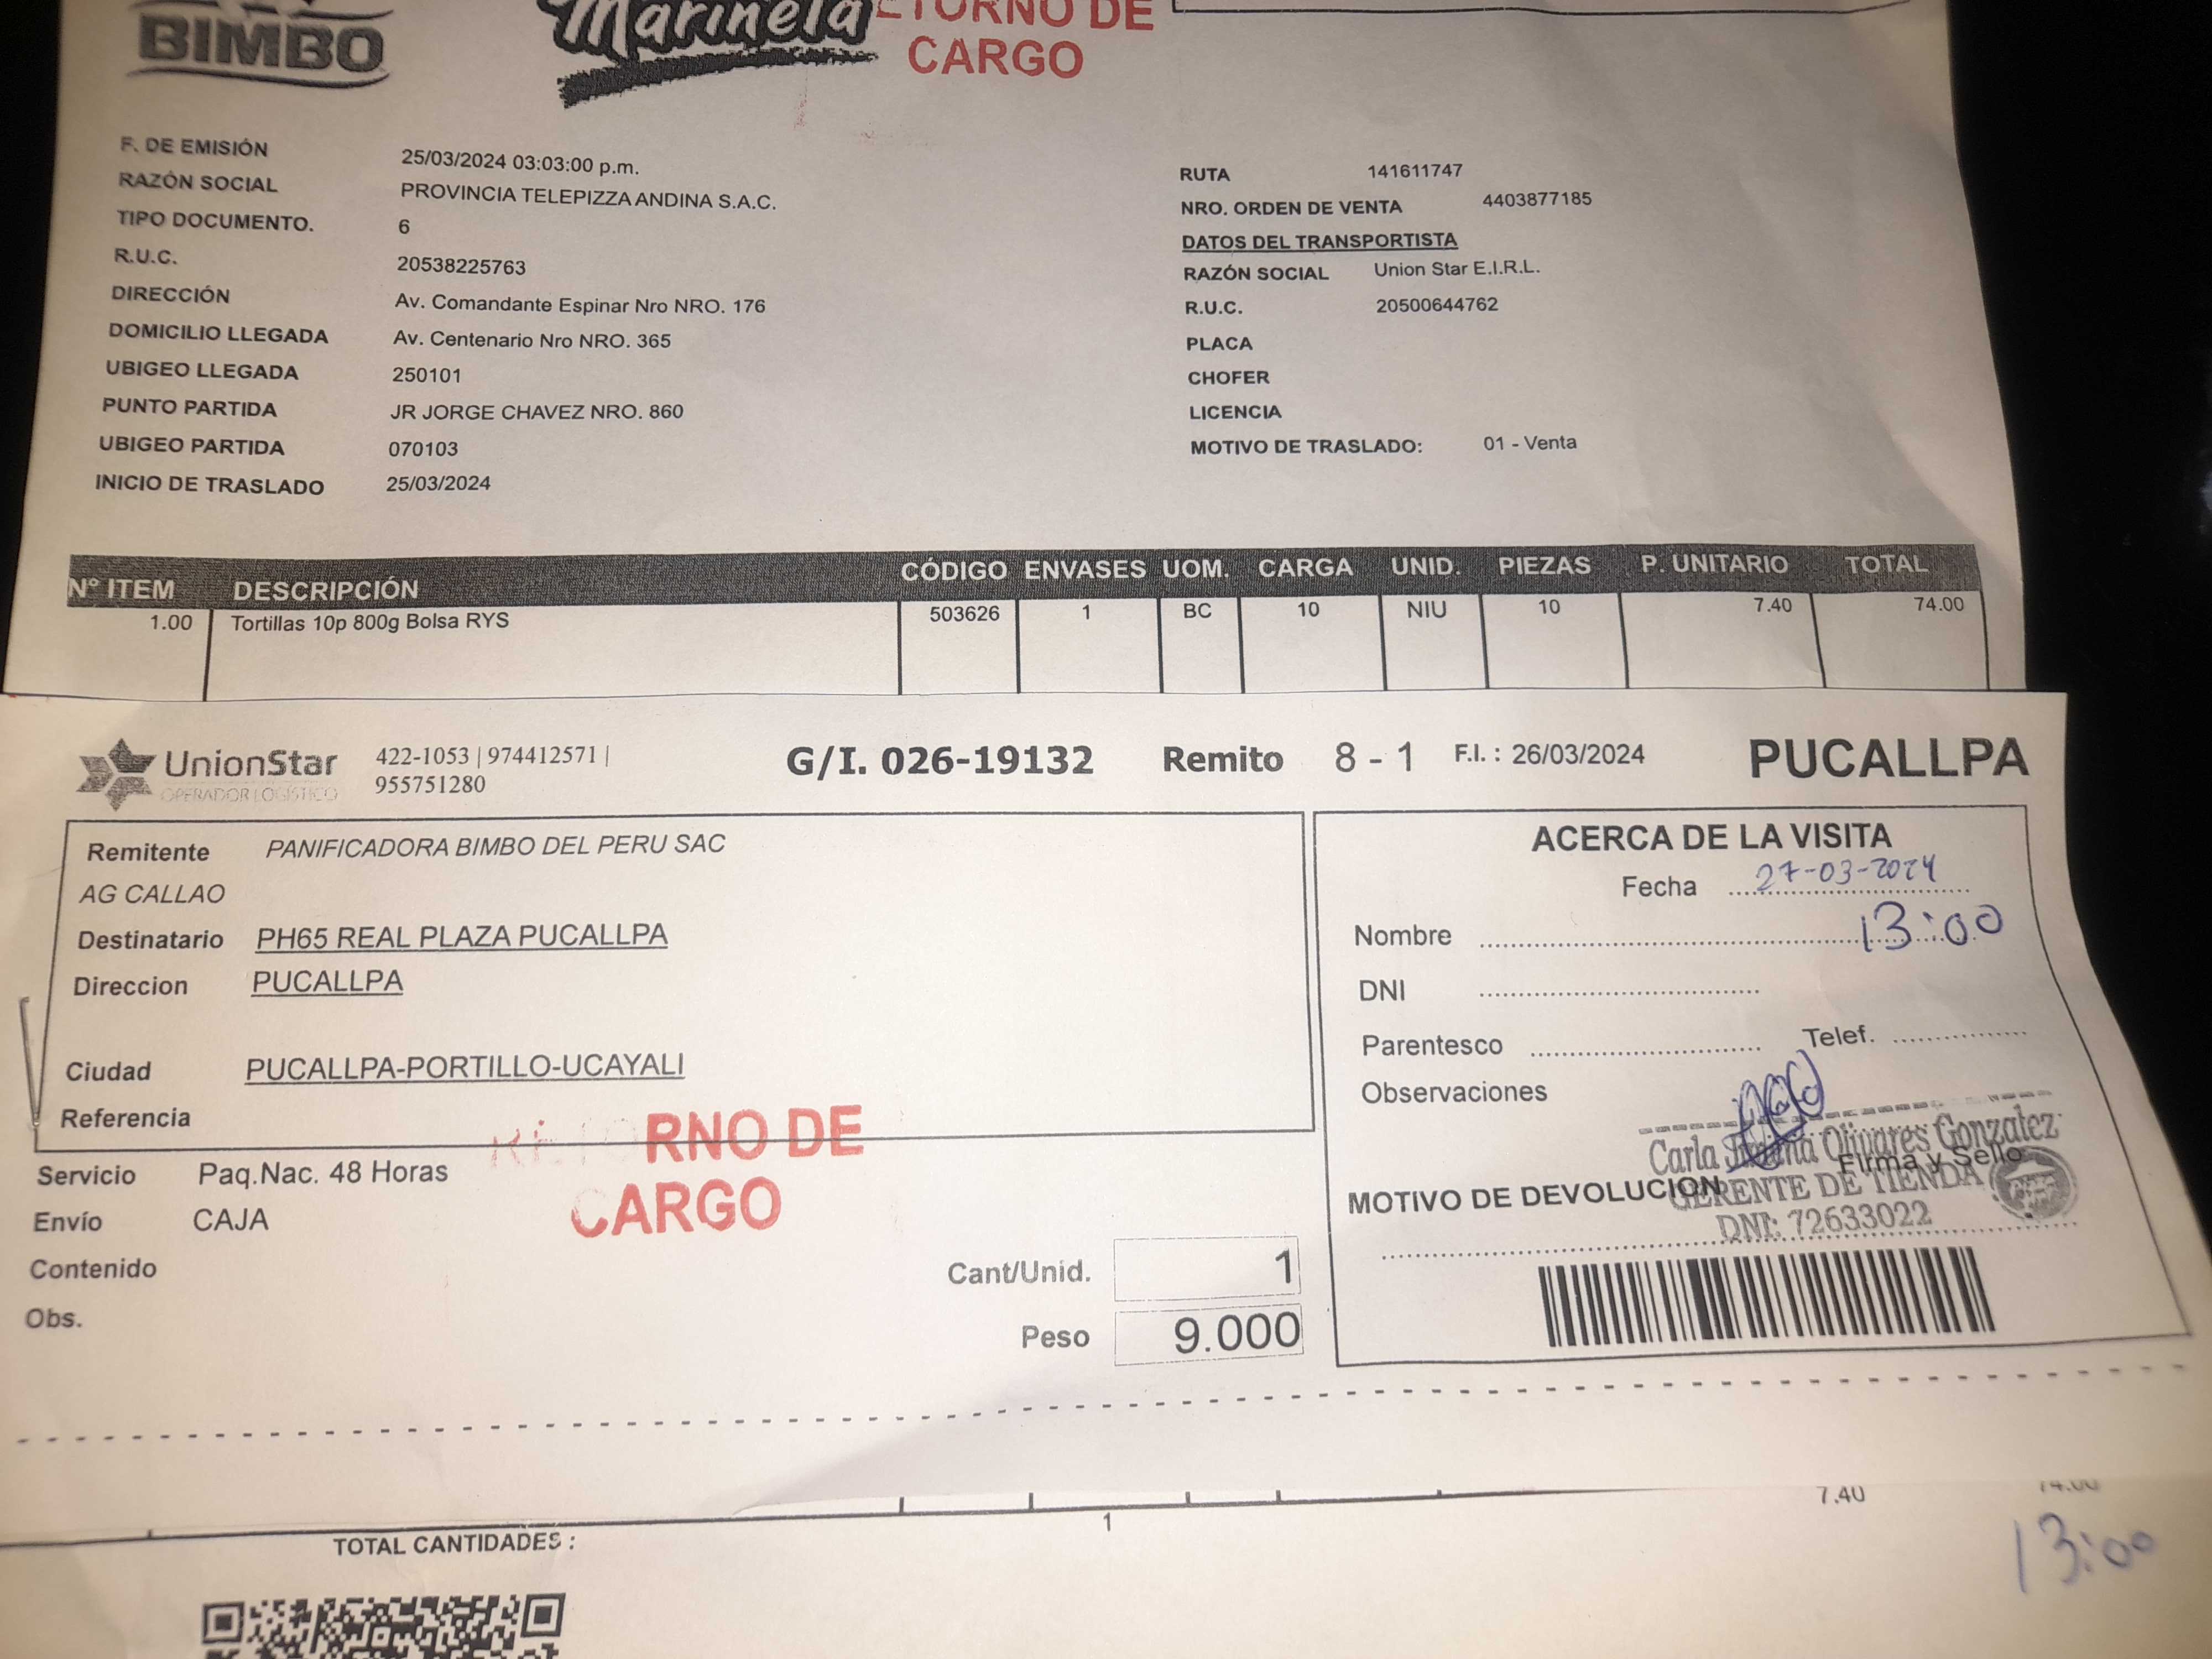 BIMBO
Marinela
ETORNO DE
CARGO
F. DE EMISIÓN 25/03/2024 03:03:00 p.m.
RAZÓN SOCIAL PROVINCIA TELEPIZZA ANDINA S.A.C.
TIPO DOCUMENTO. 6
R.U.C. 20538225763
DIRECCIÓN Av. Comandante Espinar Nro NRO. 176
DOMICILIO LLEGADA Av. Centenario Nro NRO. 365
UBIGEO LLEGADA 250101
PUNTO PARTIDA JR JORGE CHAVEZ NRO. 860
UBIGEO PARTIDA 070103
INICIO DE TRASLADO 25/03/2024
RUTA 141611747
NRO. ORDEN DE VENTA 4403877185
DATOS DEL TRANSPORTISTA
RAZÓN SOCIAL Union Star E.I.R.L.
R.U.C. 20500644762
PLACA
CHOFER
LICENCIA
MOTIVO DE TRASLADO: 01 - Venta
Nº ITEM DESCRIPCIÓN CÓDIGO ENVASES UOM. CARGA UNID. PIEZAS P. UNITARIO TOTAL
1.00 Tortillas 10p 800g Bolsa RYS 503626 1 BC 10 NIU 10 7.40 74.00
UnionStar
OPERADOR LOGÍSTICO
422-1053 | 974412571 |
955751280
G/I. 026-19132 Remito 8 - 1 F.I. : 26/03/2024 PUCALLPA
Remitente PANIFICADORA BIMBO DEL PERU SAC
AG CALLAO
Destinatario PH65 REAL PLAZA PUCALLPA
Direccion PUCALLPA
Ciudad PUCALLPA-PORTILLO-UCAYALI
Referencia
RETORNO DE
CARGO
Servicio Paq.Nac. 48 Horas
Envío CAJA
Contenido
Obs.
Cant/Unid. 1
Peso 9.000
ACERCA DE LA VISITA
Fecha 27-03-2024
Nombre 13:00
DNI
Parentesco Telef.
Observaciones
Carla Olivares Gonzalez
Firma y Sello
MOTIVO DE DEVOLUCION
GERENTE DE TIENDA
DNI: 72633022
7.40 74.00
1
13:00
TOTAL CANTIDADES :